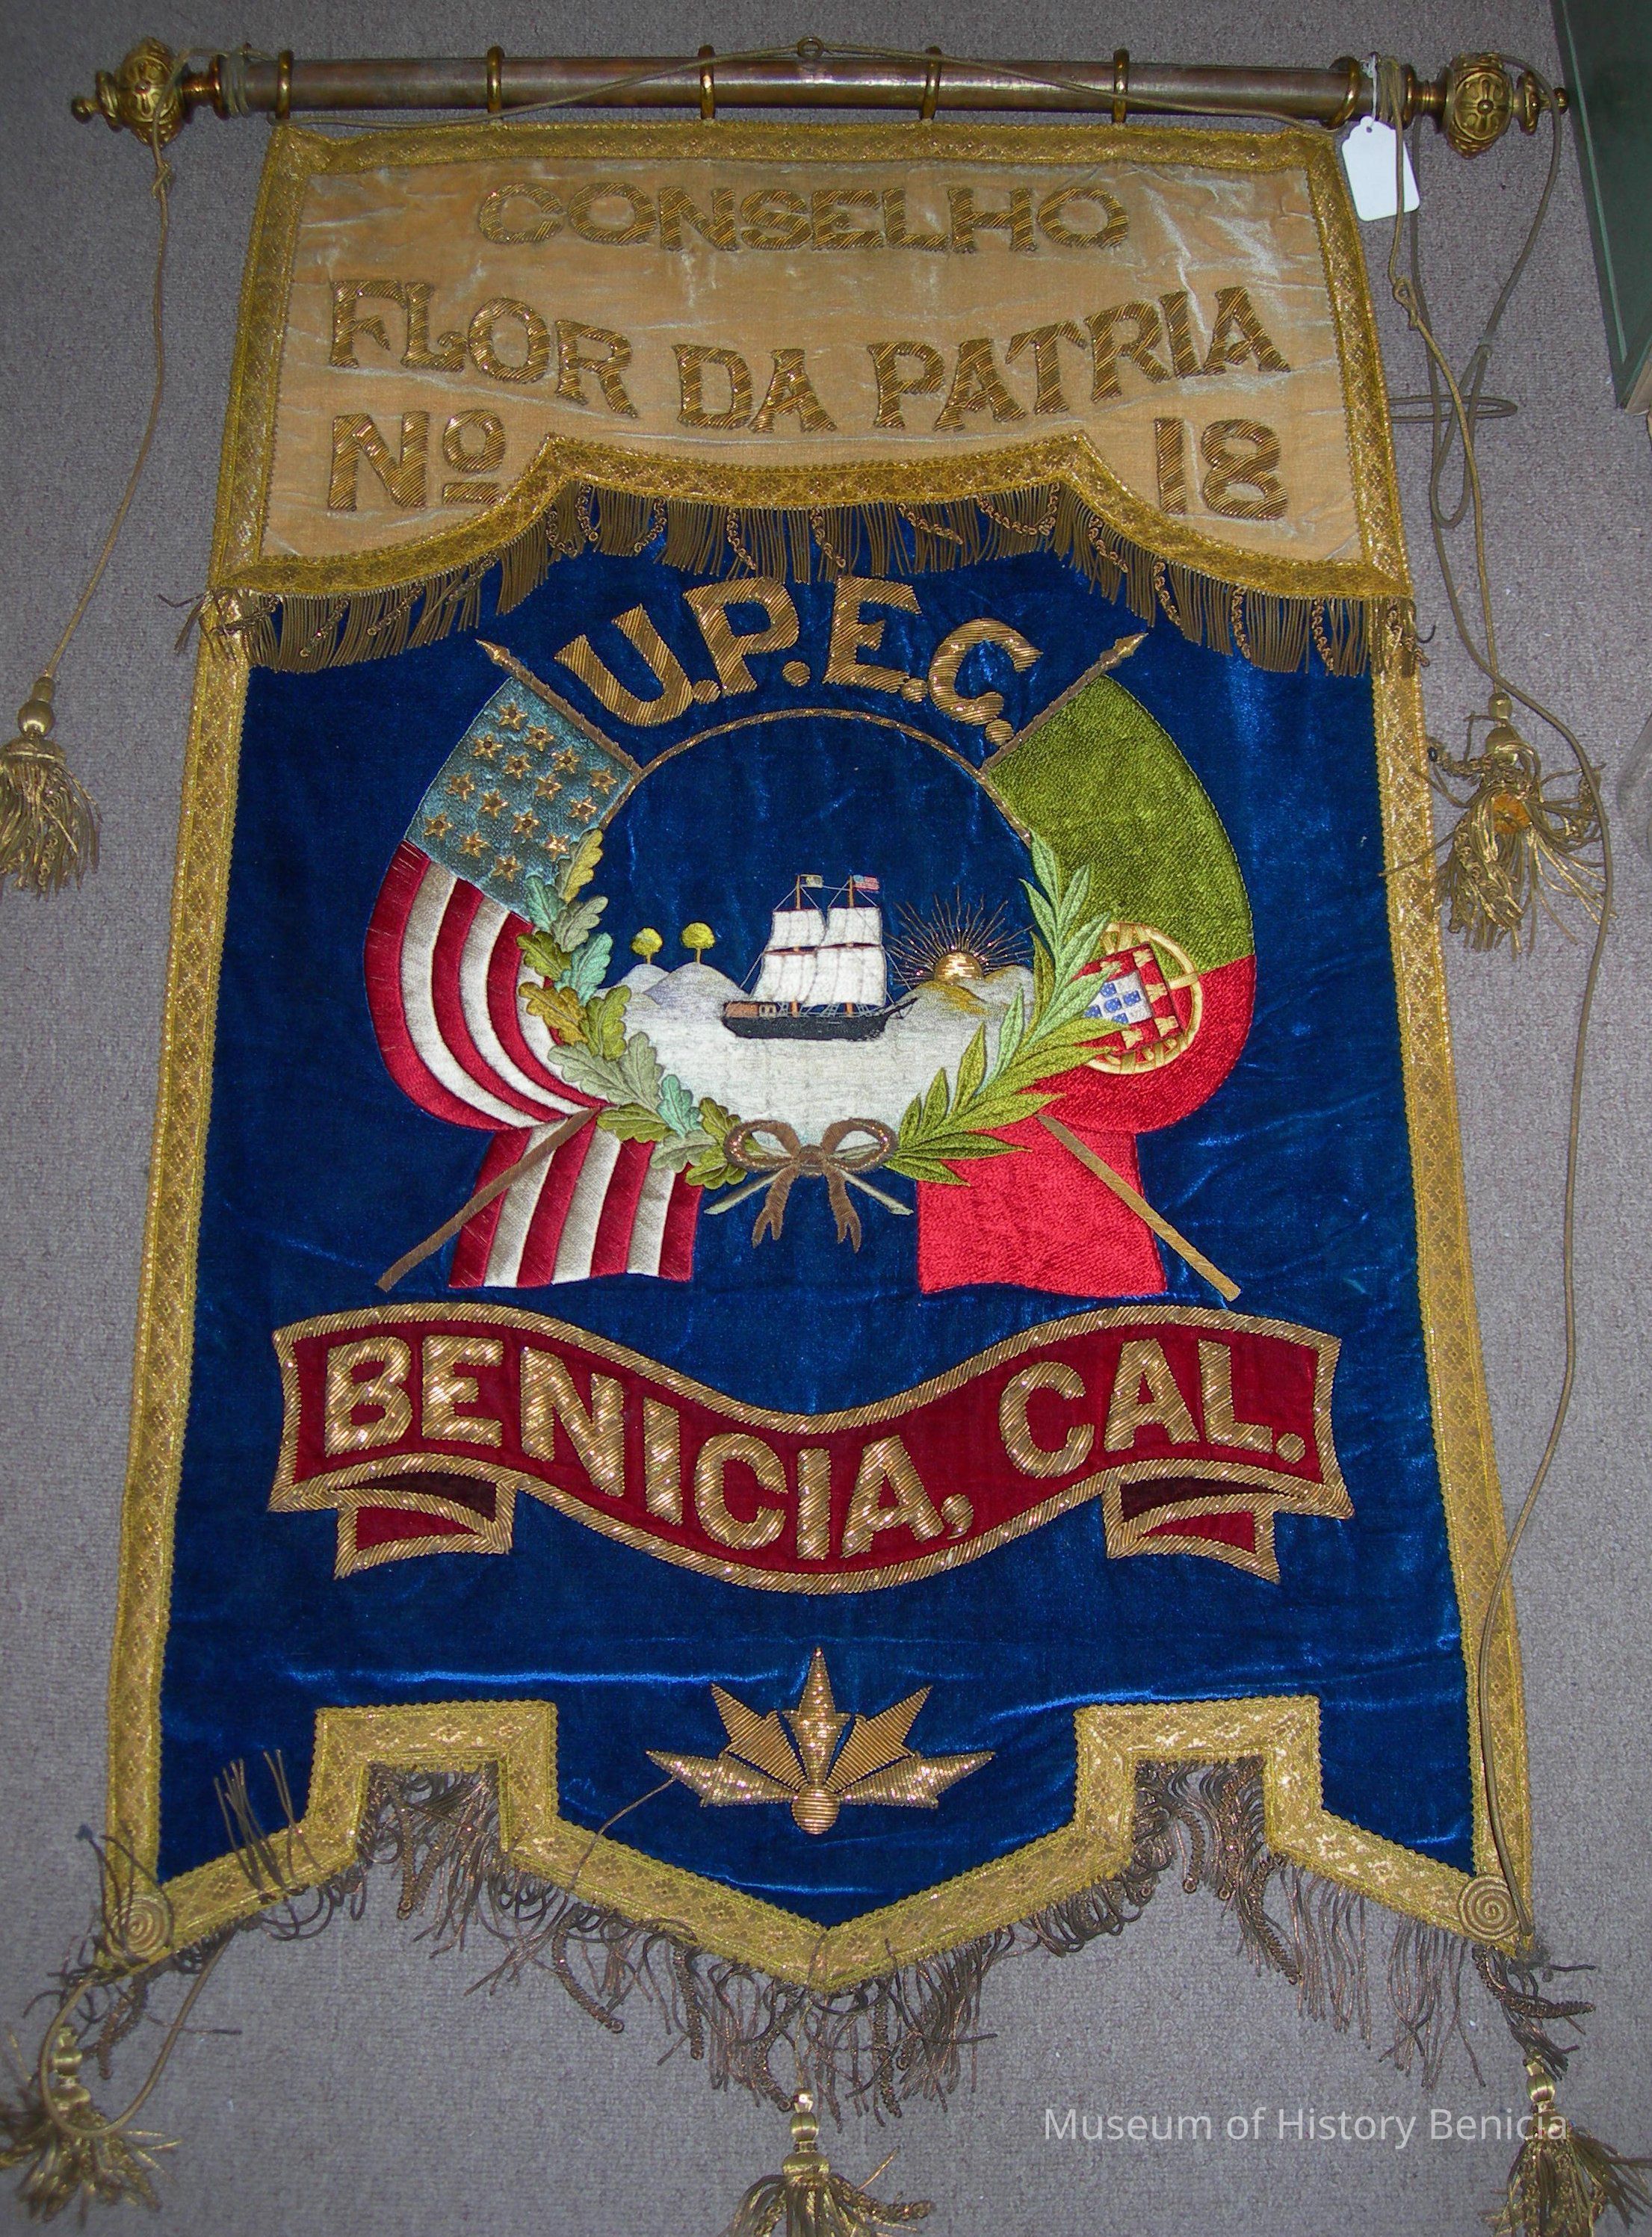 CONSELHO
FLOR DA PATRIA
Nº 18
U.P.E.C.
BENICIA, CAL.
Museum of History Benicia